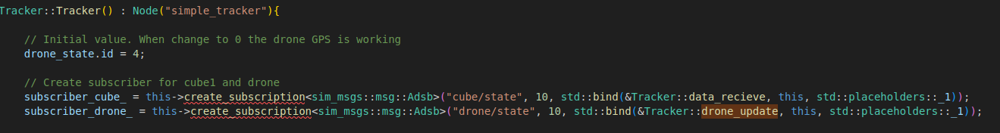 Tracker::Tracker() : Node("simple_tracker"){
// Initial value. When change to 0 the drone GPS is working
drone_state.id = 4;
// Create subscriber for cube1 and drone
subscriber_cube_ = this->create_subscription<sim_msgs::msg::Adsb>("cube/state", 10, std::bind(&Tracker::data_recieve, this, std::placeholders::_1));
subscriber_drone_ = this->create_subscription<sim_msgs::msg::Adsb>("drone/state", 10, std::bind(&Tracker::drone_update, this, std::placeholders::_1));